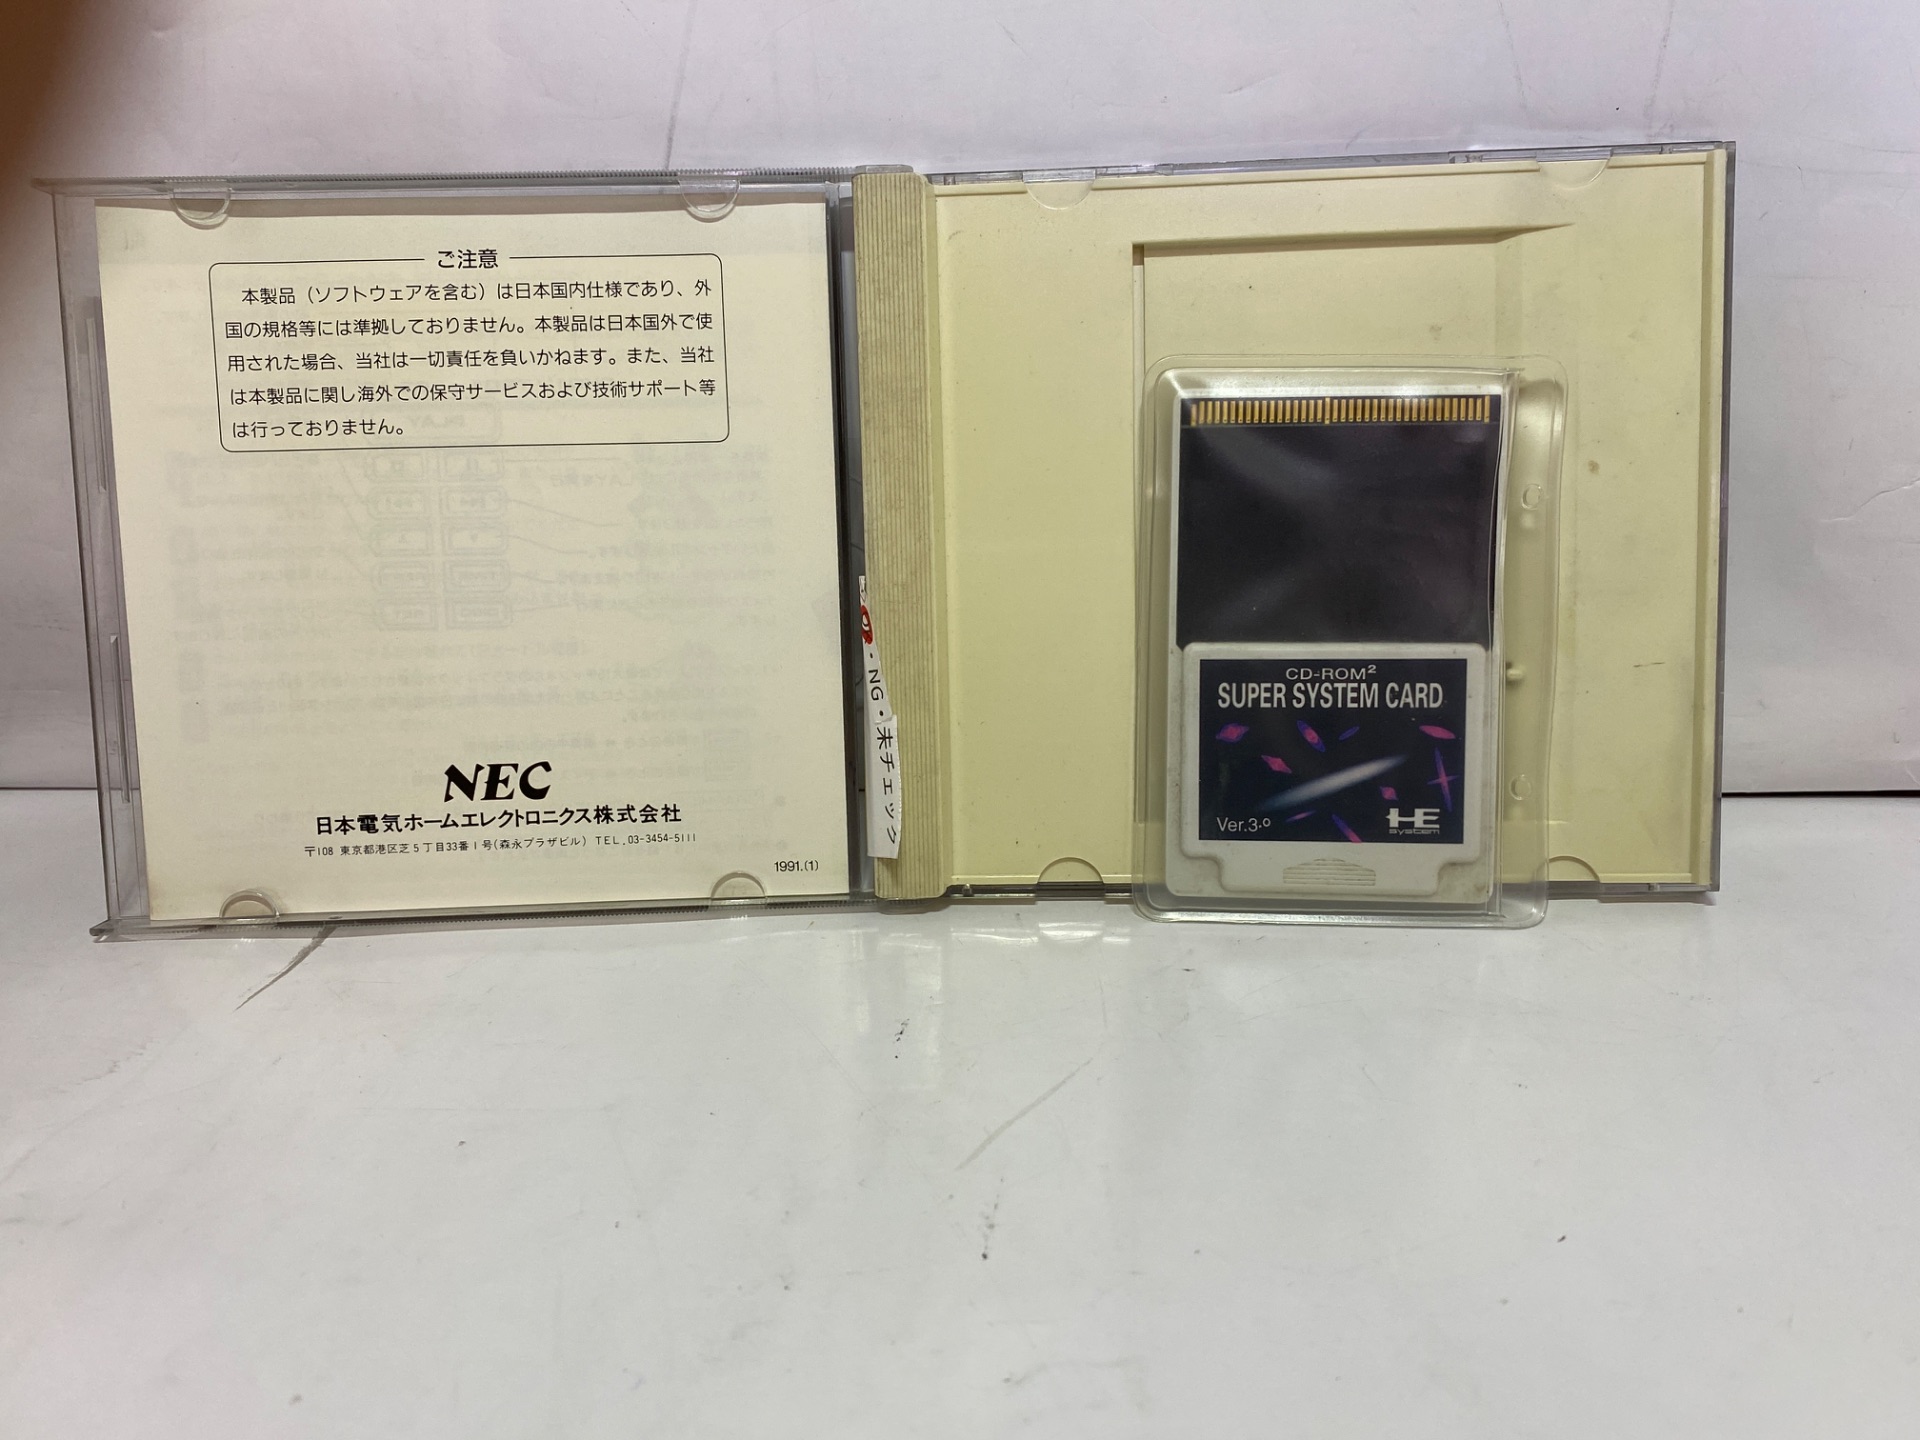 ご注意
本製品（ソフトウェアを含む）は日本国内仕様であり、外
国の規格等には準拠しておりません。本製品は日本国外で使
用された場合、当社は一切責任を負いかねます。また、当社
は本製品に関し海外での保守サービスおよび技術サポート等
は行っておりません。
NEC
日本電気ホームエレクトロニクス株式会社
〒108 東京都港区芝5丁目33番1号(森永プラザビル) TEL.03-3454-5111
1991.(1)
・NG・未チェック
CD-ROM²
SUPER SYSTEM CARD
Ver.3.0
HE
system